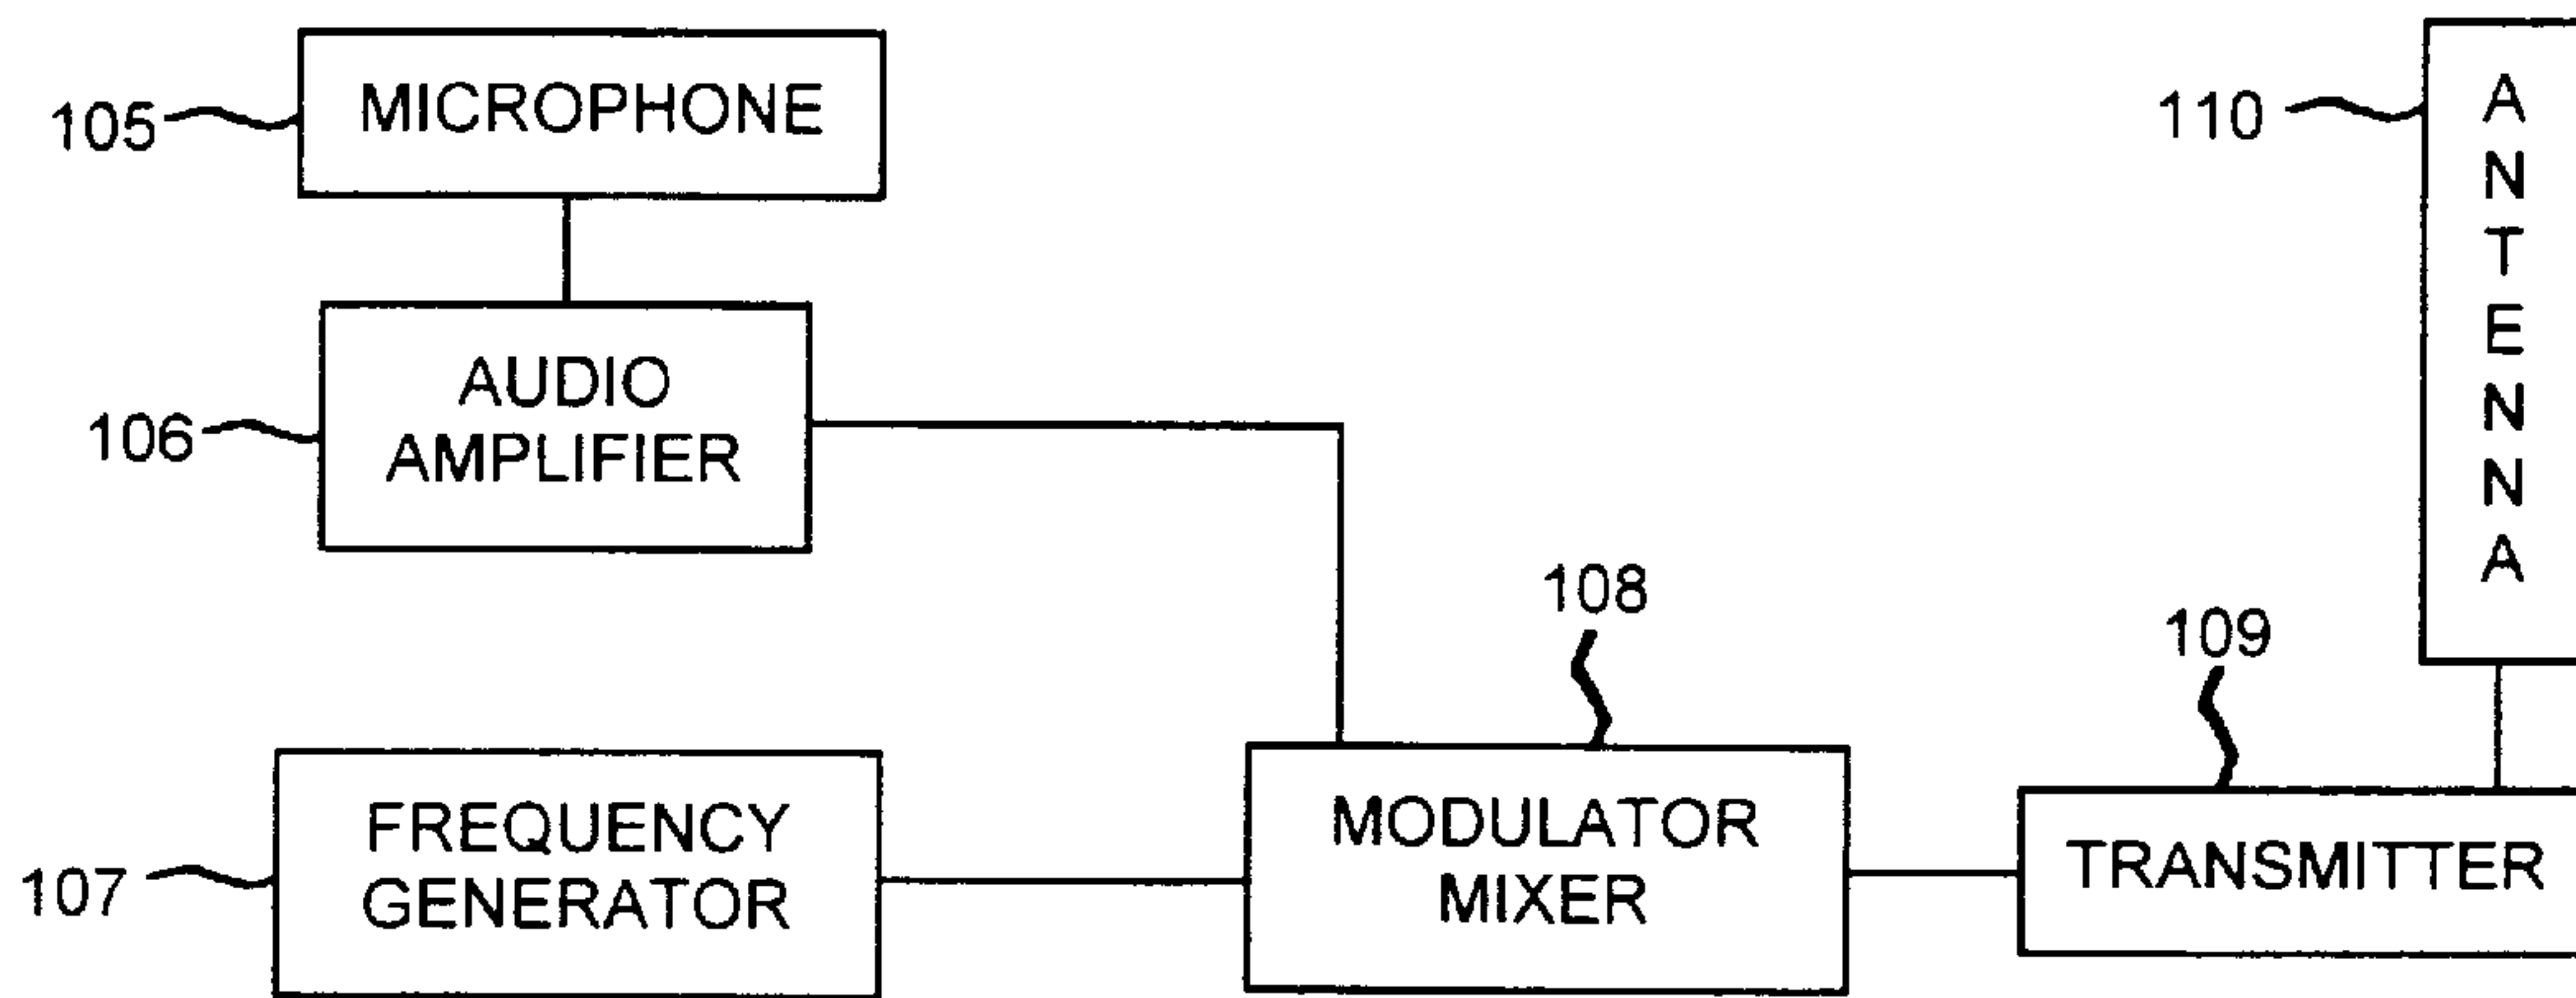 105
MICROPHONE
110
A
N
T
E
N
N
A
106
AUDIO
AMPLIFIER
108
109
107
FREQUENCY
GENERATOR
MODULATOR
MIXER
TRANSMITTER